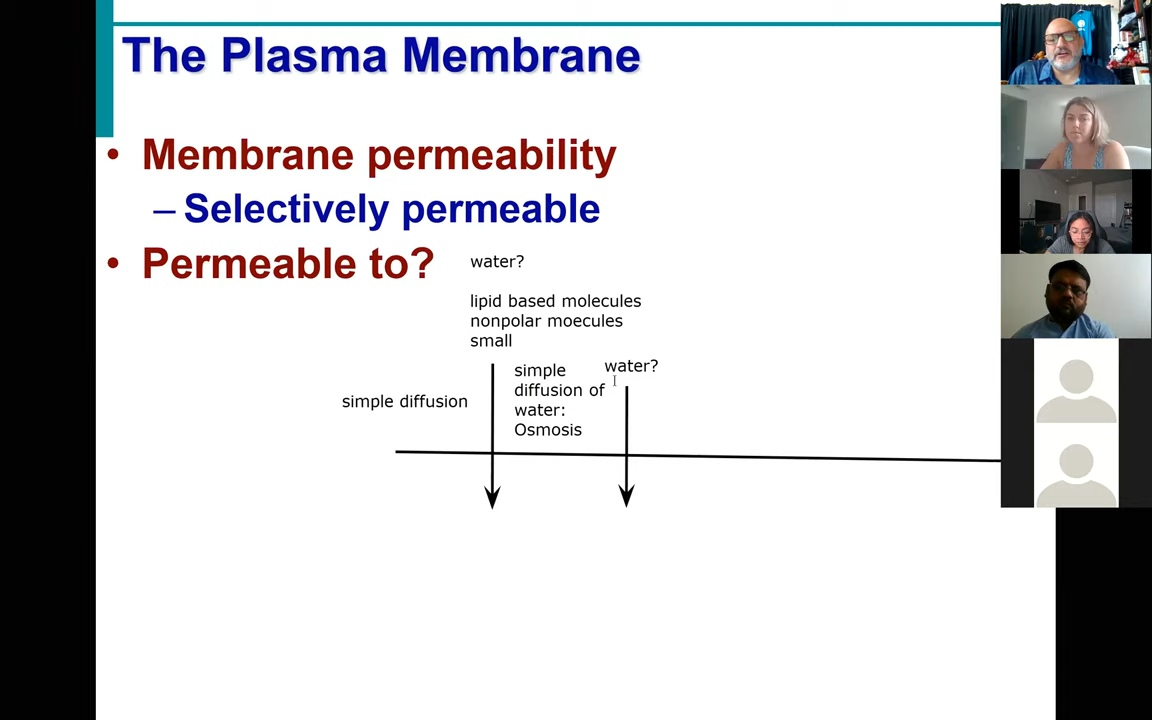 The Plasma Membrane
• Membrane permeability
– Selectively permeable
• Permeable to?
water?
lipid based molecules
nonpolar moecules
small
simple diffusion
simple
diffusion of
water:
Osmosis
water?